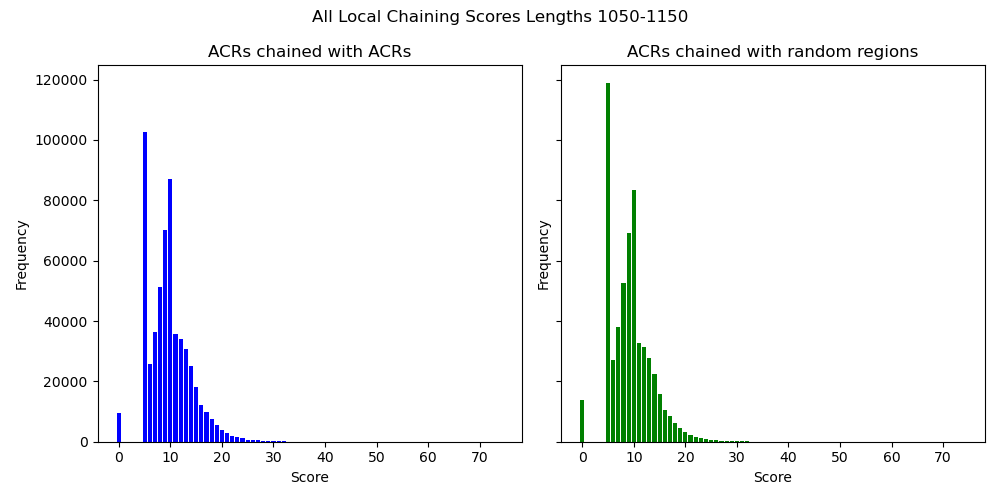 All Local Chaining Scores Lengths 1050-1150
ACRs chained with ACRs
120000
100000
80000
60000
40000
20000
0
Frequency
0 10 20 30 40 50 60 70
Score
ACRs chained with random regions
Frequency
0 10 20 30 40 50 60 70
Score